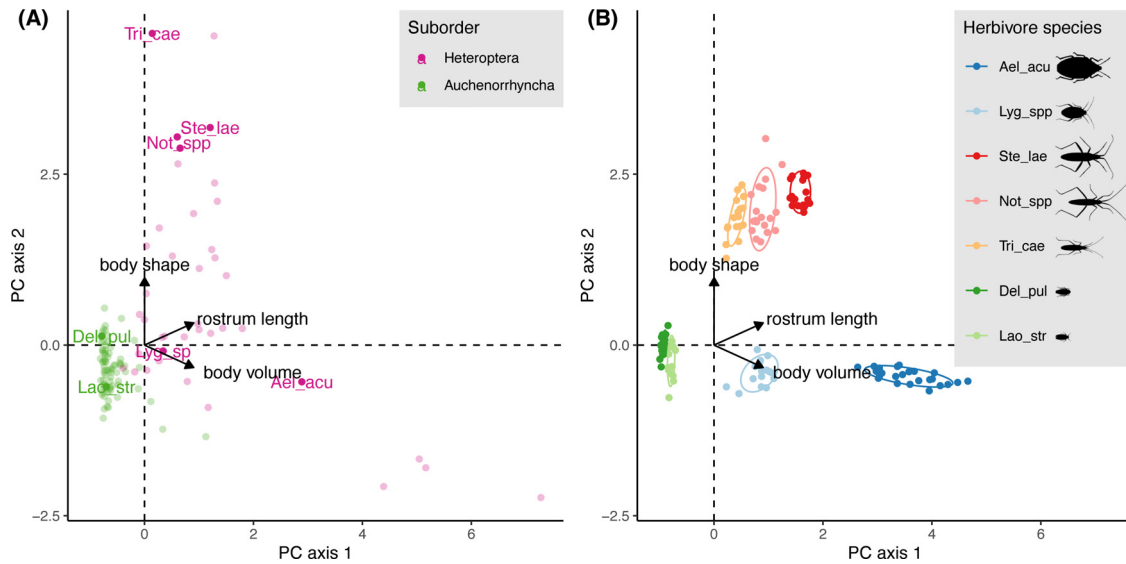 (A)
PC axis 2
2.5
0.0
−2.5
0
2
4
6
PC axis 1
Tri_cae
Ste_lae
Not_spp
body shape
rostrum length
Del_pul
Lyg_sp
body volume
Lao_str
Ael_acu
Suborder
a Heteroptera
a Auchenorrhyncha
(B)
PC axis 2
2.5
0.0
−2.5
0
2
4
6
PC axis 1
body shape
rostrum length
body volume
Herbivore species
Ael_acu
Lyg_spp
Ste_lae
Not_spp
Tri_cae
Del_pul
Lao_str